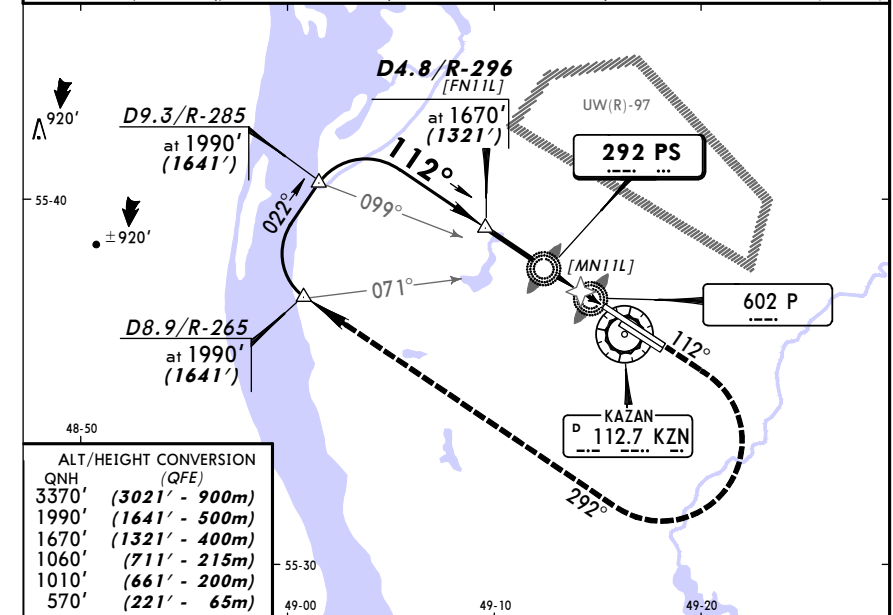 D4.8/R-296
[FN11L]
at 1670'
(1321')
UW(R)-97
920'
D9.3/R-285
at 1990'
(1641')
112°
292 PS
55-40
022°
099°
±920'
[MN11L]
071°
602 P
D8.9/R-265
at 1990'
(1641')
112°
KAZAN
D 112.7 KZN
48-50
292°
ALT/HEIGHT CONVERSION
QNH (QFE)
3370' (3021' - 900m)
1990' (1641' - 500m)
1670' (1321' - 400m)
1060' (711' - 215m)
1010' (661' - 200m)
570' (221' - 65m)
55-30
49-00
49-10
49-20